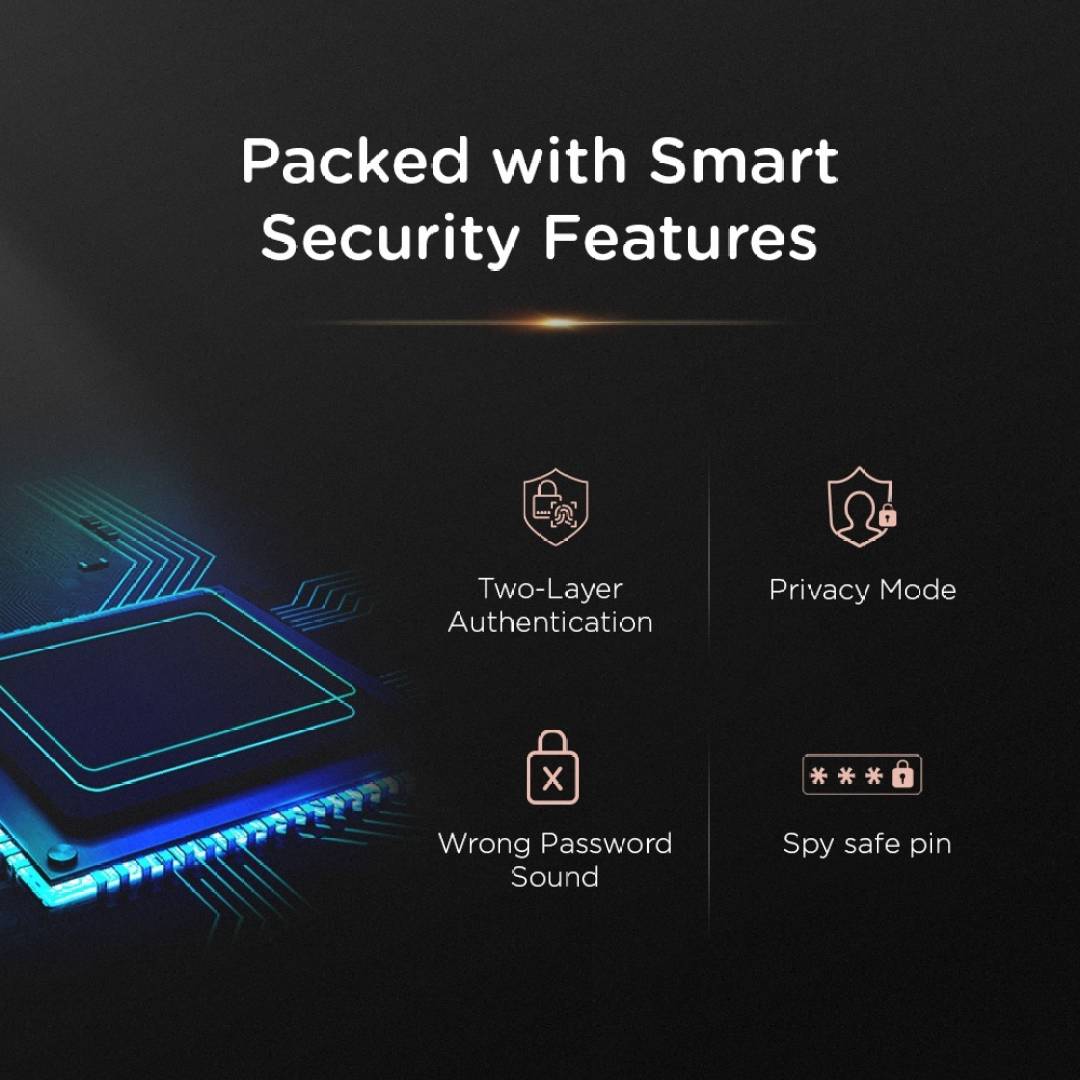 Packed with Smart
Security Features
Two-Layer
Authentication
Privacy Mode
Wrong Password
Sound
Spy safe pin